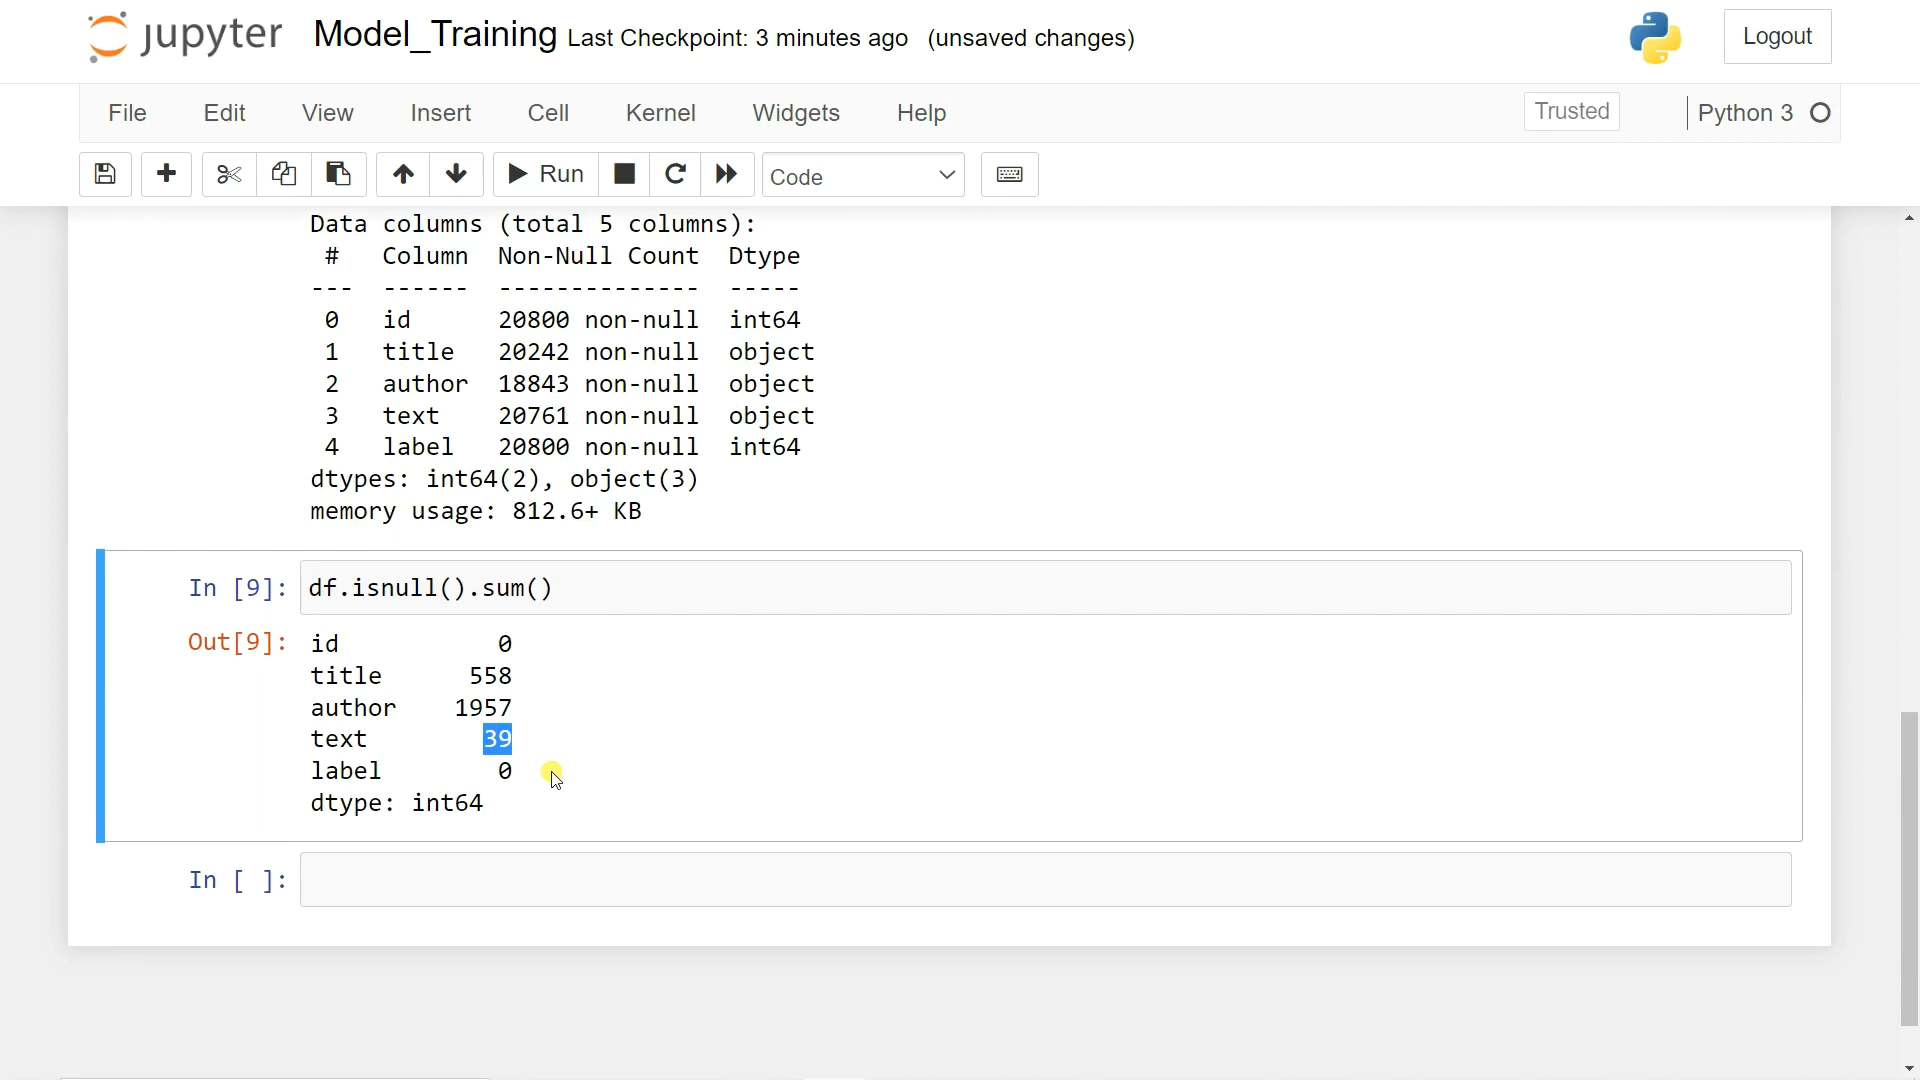 jupyter Model_Training Last Checkpoint: 3 minutes ago (unsaved changes) Logout
File Edit View Insert Cell Kernel Widgets Help Trusted Python 3
Run Code
Data columns (total 5 columns):
# Column Non-Null Count Dtype
--- ------ -------------- -----
0 id 20800 non-null int64
1 title 20242 non-null object
2 author 18843 non-null object
3 text 20761 non-null object
4 label 20800 non-null int64
dtypes: int64(2), object(3)
memory usage: 812.6+ KB
In [9]: df.isnull().sum()
Out[9]: id 0
title 558
author 1957
text 39
label 0
dtype: int64
In [ ]: